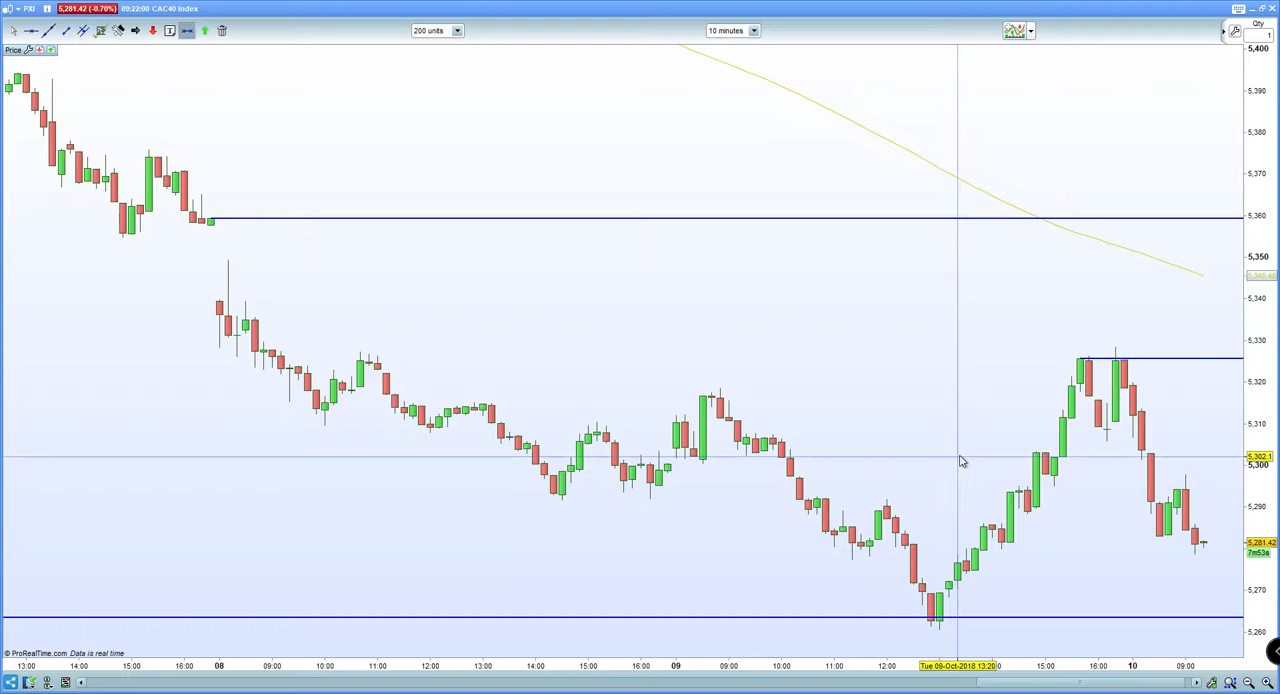 PXI 5,281.42 (-0.70%) 09:22:00 CAC40 Index
200 units 10 minutes Qty
1
Price
5,400
5,390
5,380
5,370
5,360
5,350
5,340
5,330
5,320
5,310
5,302.1
5,300
5,290
5,281.42
7m53s
5,270
5,260
© ProRealTime.com Data is real time
13:00 14:00 15:00 16:00 08 09:00 10:00 11:00 12:00 13:00 14:00 15:00 16:00 09 09:00 10:00 11:00 12:00 Tue 09-Oct-2018 13:20 15:00 16:00 10 09:00